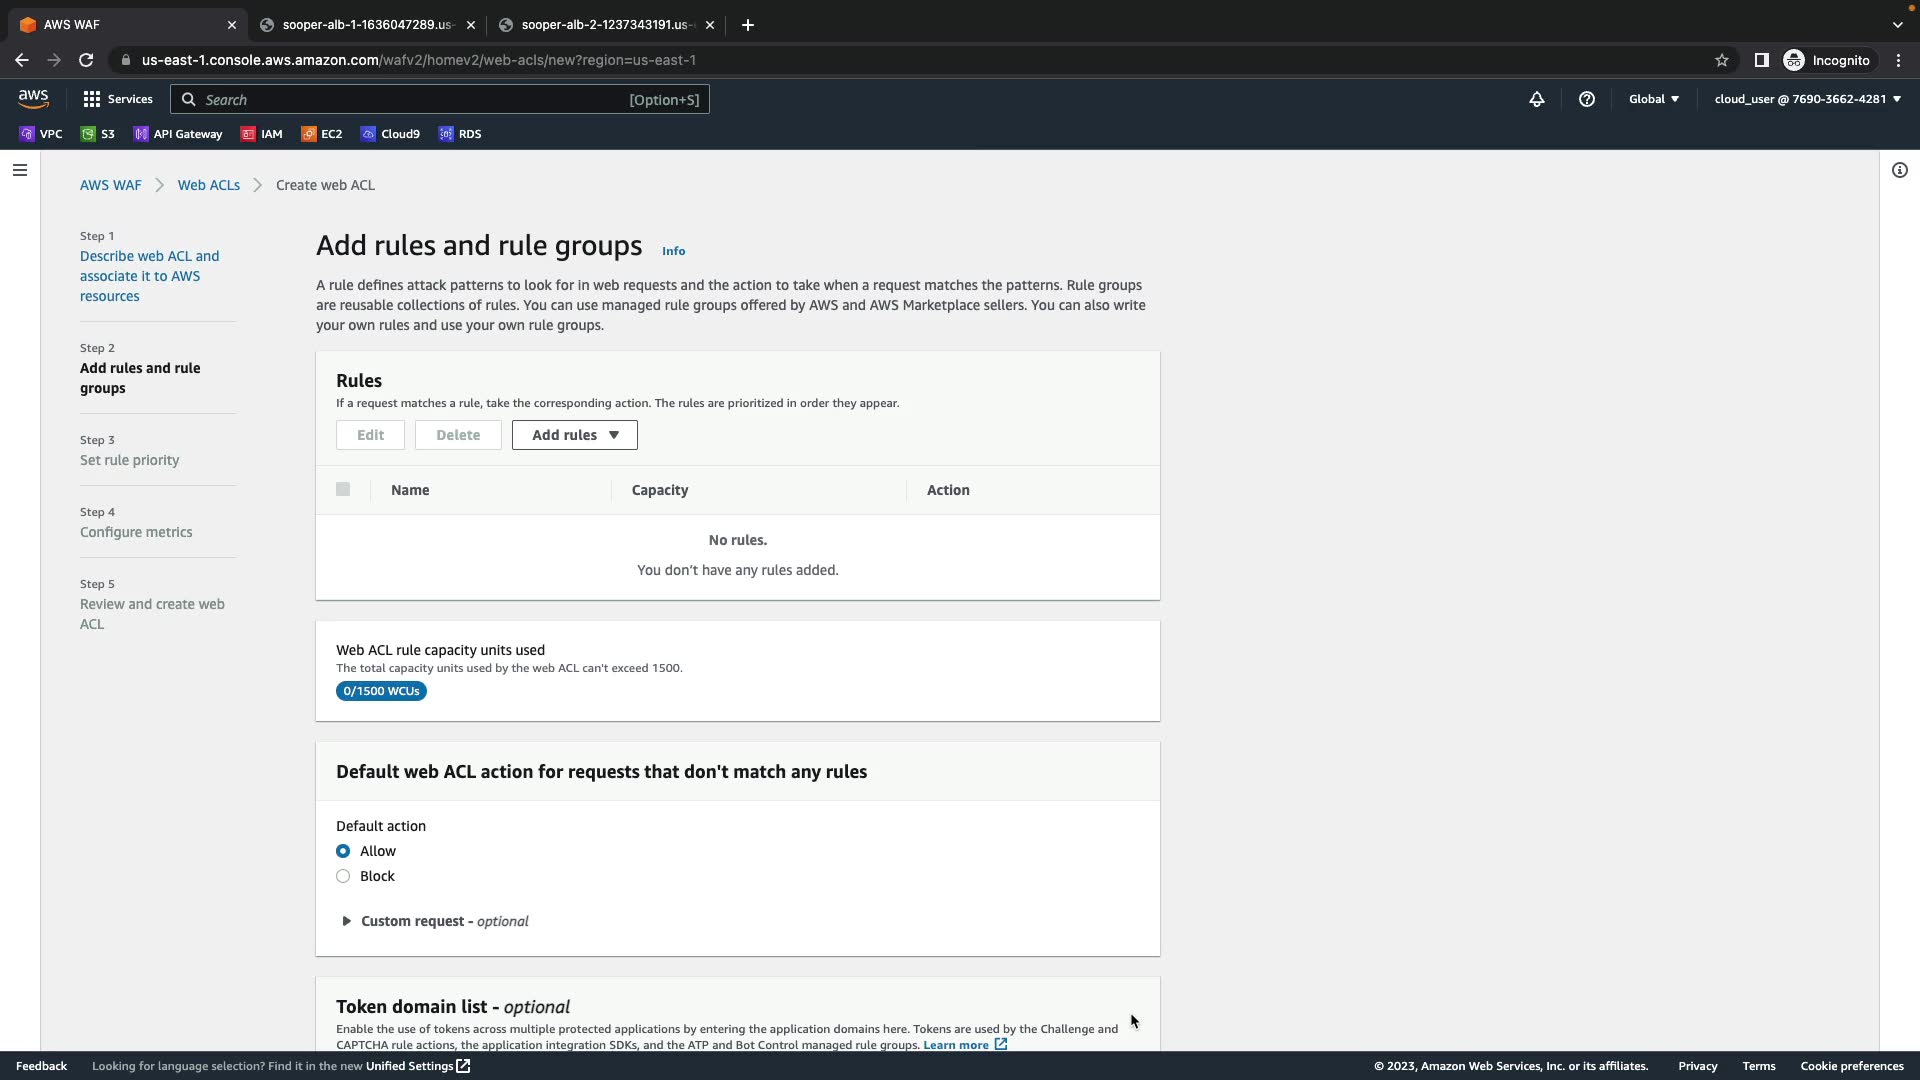 AWS WAF
sooper-alb-1-1636047289.us-
sooper-alb-2-1237343191.us-
us-east-1.console.aws.amazon.com/wafv2/homev2/web-acls/new?region=us-east-1
Incognito
aws
Services
Search
[Option+S]
Global
cloud_user @ 7690-3662-4281
VPC
S3
API Gateway
IAM
EC2
Cloud9
RDS
AWS WAF
Web ACLs
Create web ACL
Step 1
Describe web ACL and
associate it to AWS
resources
Step 2
Add rules and rule
groups
Step 3
Set rule priority
Step 4
Configure metrics
Step 5
Review and create web
ACL
Add rules and rule groups
Info
A rule defines attack patterns to look for in web requests and the action to take when a request matches the patterns. Rule groups
are reusable collections of rules. You can use managed rule groups offered by AWS and AWS Marketplace sellers. You can also write
your own rules and use your own rule groups.
Rules
If a request matches a rule, take the corresponding action. The rules are prioritized in order they appear.
Edit
Delete
Add rules
Name
Capacity
Action
No rules.
You don’t have any rules added.
Web ACL rule capacity units used
The total capacity units used by the web ACL can't exceed 1500.
0/1500 WCUs
Default web ACL action for requests that don't match any rules
Default action
Allow
Block
Custom request - optional
Token domain list - optional
Enable the use of tokens across multiple protected applications by entering the application domains here. Tokens are used by the Challenge and
CAPTCHA rule actions, the application integration SDKs, and the ATP and Bot Control managed rule groups. Learn more
Feedback
Looking for language selection? Find it in the new Unified Settings
© 2023, Amazon Web Services, Inc. or its affiliates.
Privacy
Terms
Cookie preferences